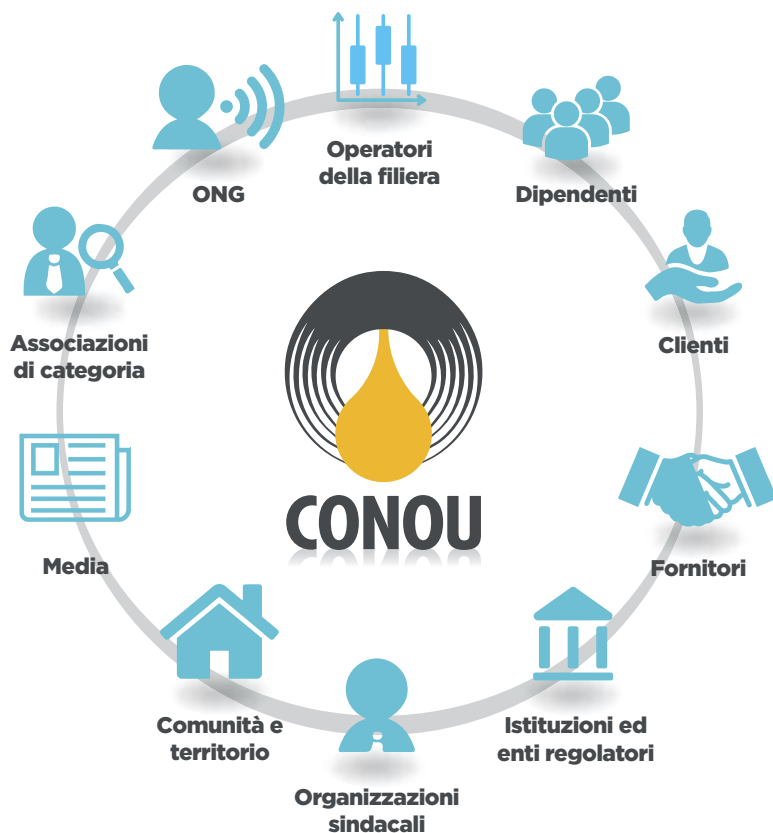 Operatori
della filiera
Dipendenti
Clienti
Fornitori
Istituzioni ed
enti regolatori
Organizzazioni
sindacali
Comunità e
territorio
Media
Associazioni
di categoria
ONG
CONOU